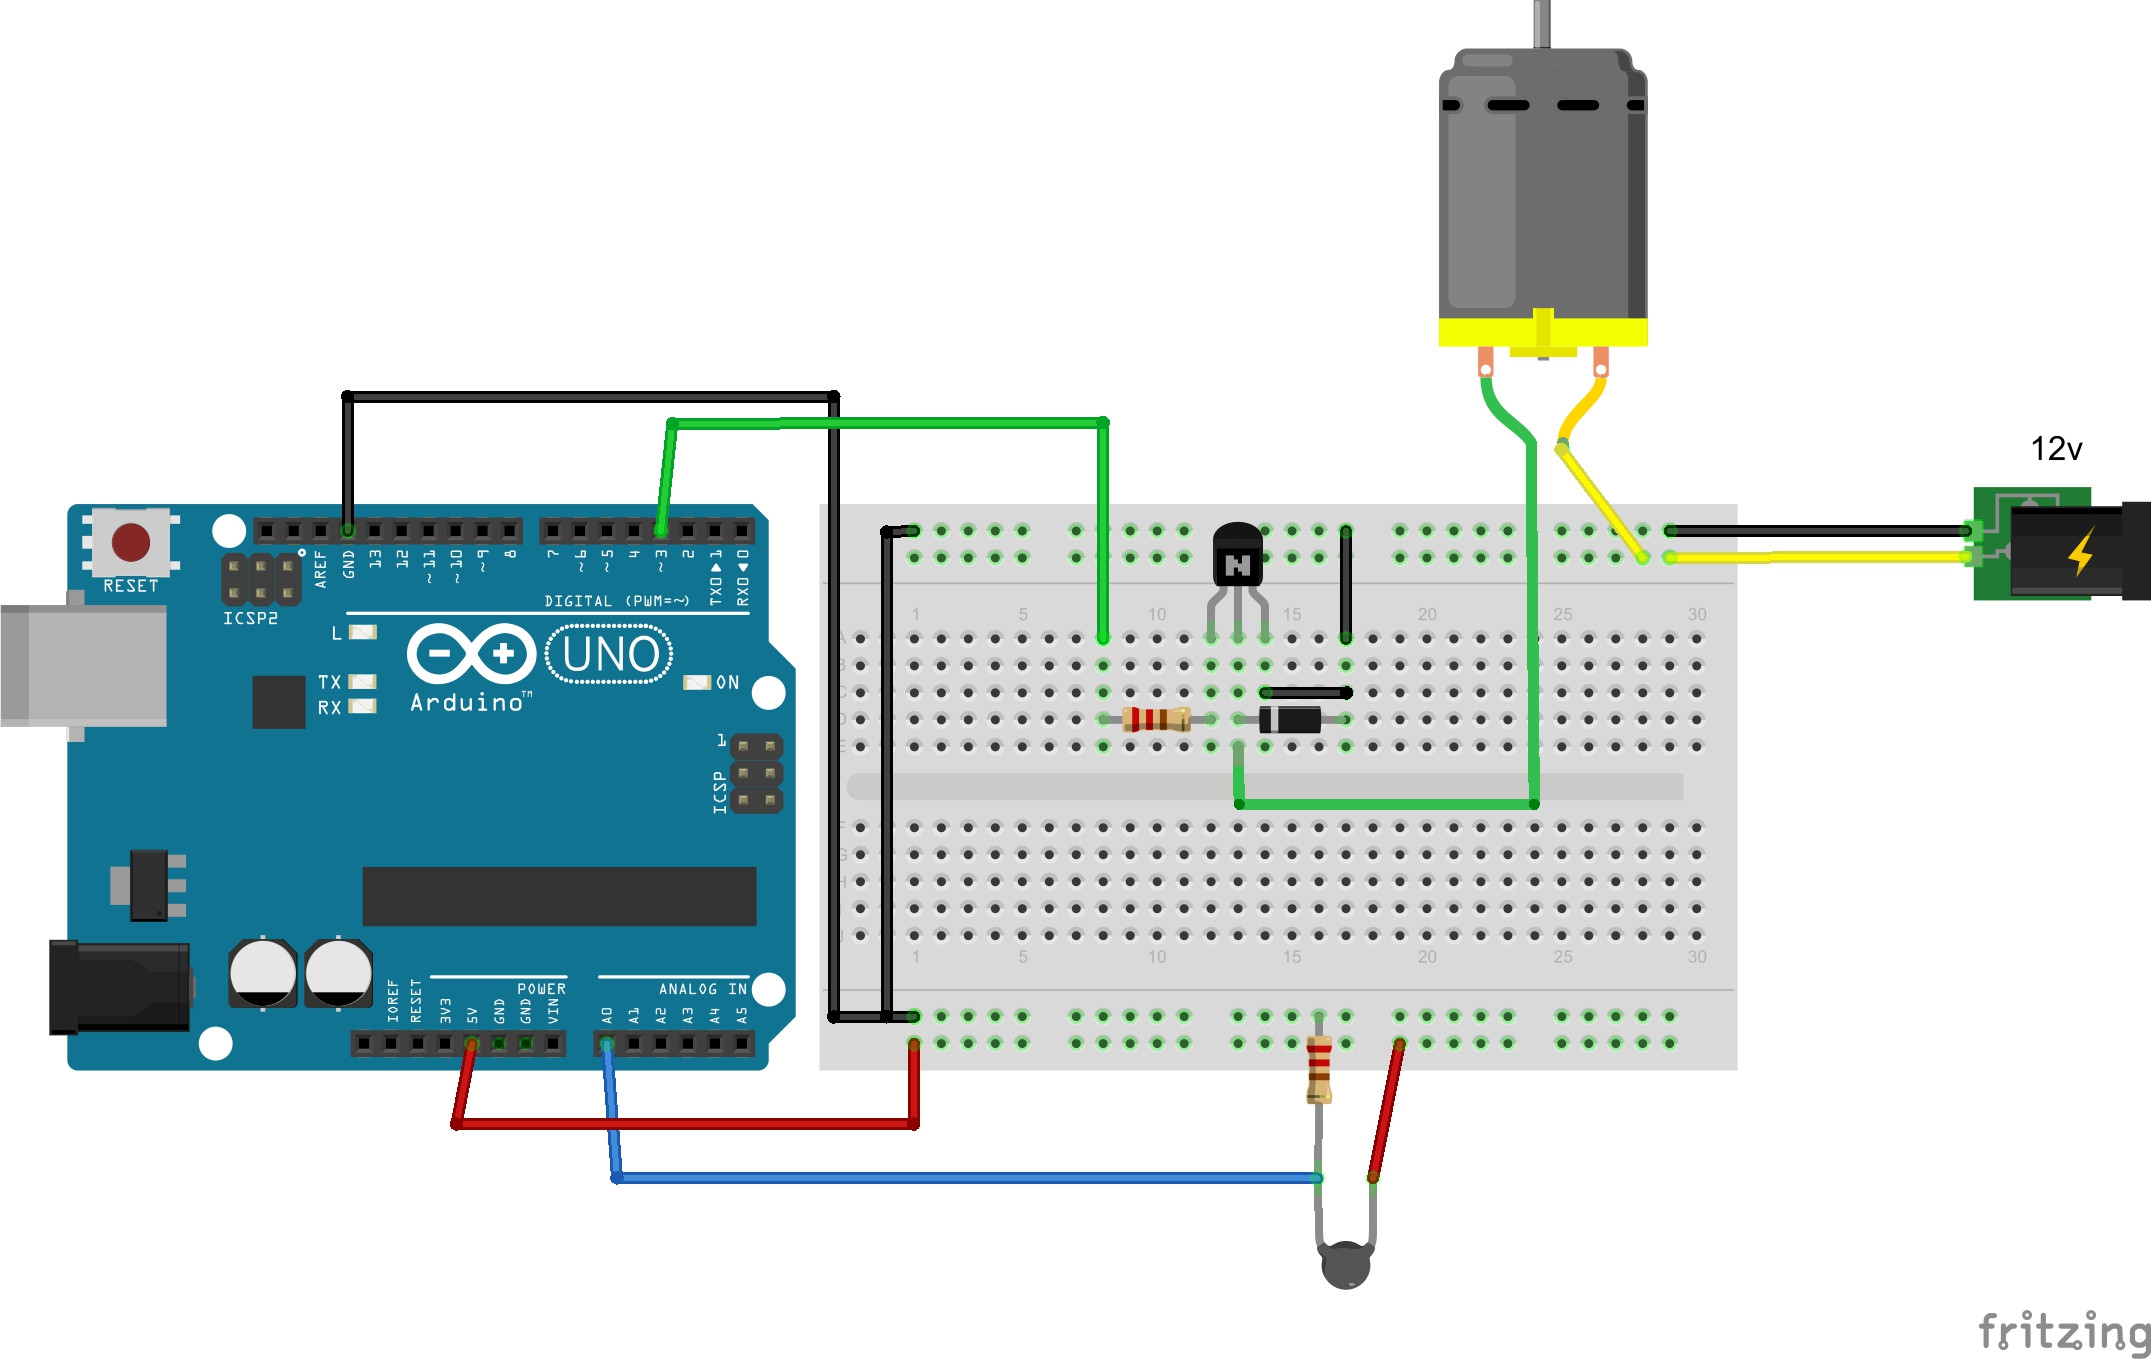 12v
RESET
ICSP2
AREF
GND
13
12
~11
~10
~9
8
7
~6
~5
4
~3
2
TX0▶1
RX0◀0
DIGITAL (PWM=~)
L
TX
RX
Arduino™
UNO
ON
1
ICSP
IOREF
RESET
3V3
5V
GND
GND
VIN
POWER
ANALOG IN
A0
A1
A2
A3
A4
A5
N
1 5 10 15 20 25 30
A
B
C
D
E
F
G
H
I
J
1 5 10 15 20 25 30
fritzing